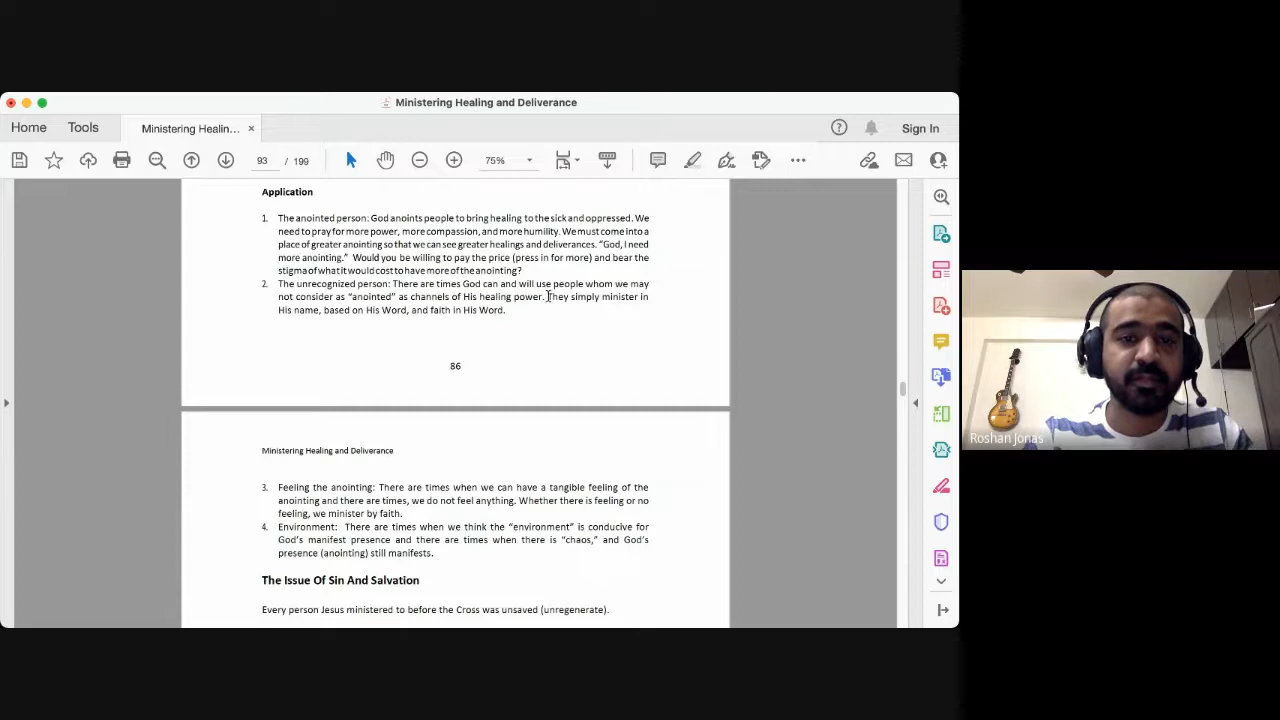 Ministering Healing and Deliverance
Home
Tools
Ministering Healin...
Sign In
93 / 199
75%
Application
1. The anointed person: God anoints people to bring healing to the sick and oppressed. We
need to pray for more power, more compassion, and more humility. We must come into a
place of greater anointing so that we can see greater healings and deliverances. "God, I need
more anointing." Would you be willing to pay the price (press in for more) and bear the
stigma of what it would cost to have more of the anointing?
2. The unrecognized person: There are times God can and will use people whom we may
not consider as "anointed" as channels of His healing power. They simply minister in
His name, based on His Word, and faith in His Word.
86
Ministering Healing and Deliverance
3. Feeling the anointing: There are times when we can have a tangible feeling of the
anointing and there are times, we do not feel anything. Whether there is feeling or no
feeling, we minister by faith.
4. Environment: There are times when we think the "environment" is conducive for
God's manifest presence and there are times when there is "chaos," and God's
presence (anointing) still manifests.
The Issue Of Sin And Salvation
Every person Jesus ministered to before the Cross was unsaved (unregenerate).
Roshan Jonas